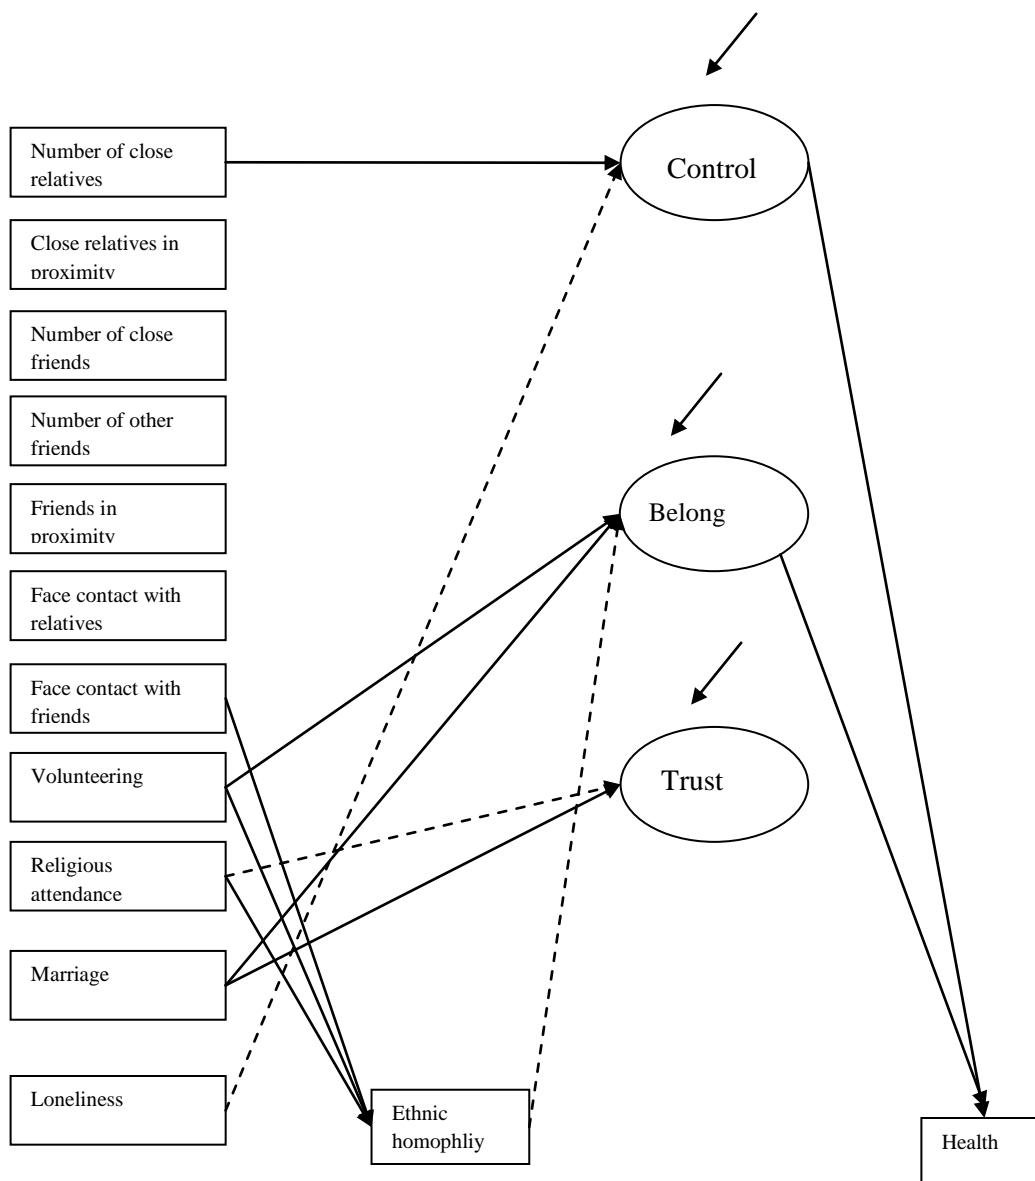 Number of close
relatives
Control
Close relatives in
proximity
Number of close
friends
Number of other
friends
Friends in
proximity
Belong
Face contact with
relatives
Face contact with
friends
Volunteering
Trust
Religious
attendance
Marriage
Loneliness
Ethnic
homophliy
Health